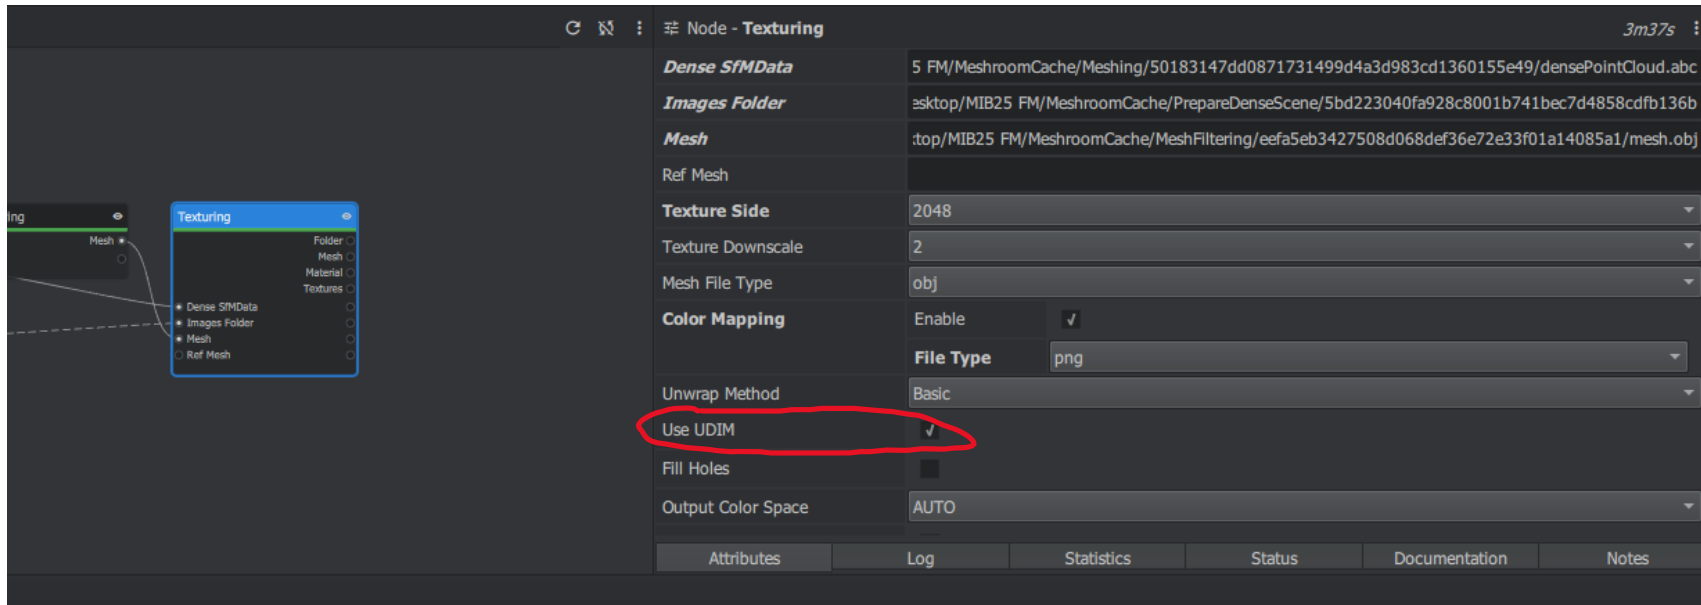 Node - Texturing
3m37s
Dense SfMData
5 FM/MeshroomCache/Meshing/50183147dd0871731499d4a3d983cd1360155e49/densePointCloud.abc
Images Folder
esktop/MIB25 FM/MeshroomCache/PrepareDenseScene/5bd223040fa928c8001b741bec7d4858cdfb136b
Mesh
top/MIB25 FM/MeshroomCache/MeshFiltering/eefa5eb3427508d068def36e72e33f01a14085a1/mesh.obj
Ref Mesh
Texture Side
2048
Texture Downscale
2
Mesh File Type
obj
Color Mapping
Enable
File Type
png
Unwrap Method
Basic
Use UDIM
Fill Holes
Output Color Space
AUTO
Attributes
Log
Statistics
Status
Documentation
Notes
ing
Mesh
Texturing
Folder
Mesh
Material
Textures
Dense SfMData
Images Folder
Mesh
Ref Mesh